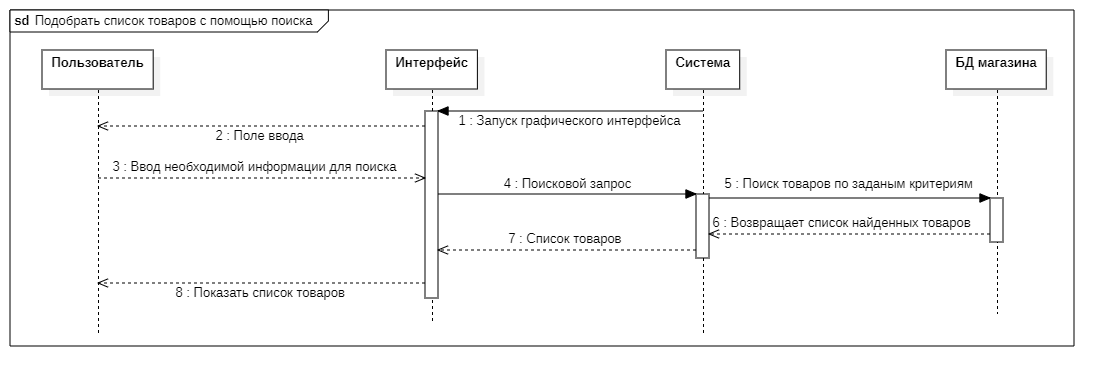 sd Подобрать список товаров с помощью поиска
Пользователь
Интерфейс
Система
БД магазина
1 : Запуск графического интерфейса
2 : Поле ввода
3 : Ввод необходимой информации для поиска
4 : Поисковой запрос
5 : Поиск товаров по заданым критериям
6 : Возвращает список найденных товаров
7 : Список товаров
8 : Показать список товаров